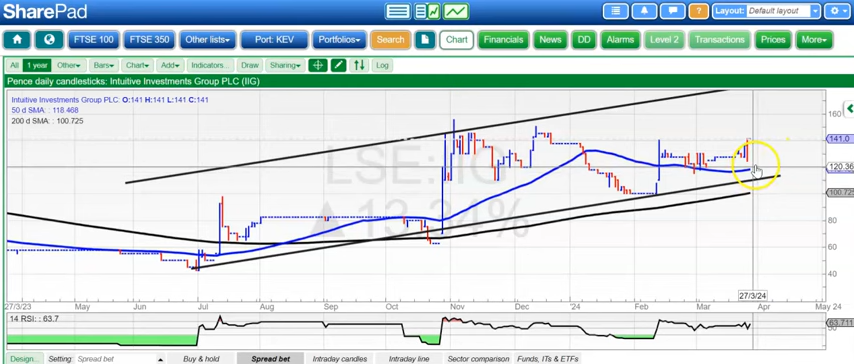 SharePad
Layout: Default layout
FTSE 100 FTSE 350 Other lists Port: KEV Portfolios Search Chart Financials News DD Alarms Level 2 Transactions Prices More
All 1 year Other Bars Chart Add Indicators... Draw Sharing Log
Pence daily candlesticks: Intuitive Investments Group PLC (IIG)
Intuitive Investments Group PLC: O:141 H:141 L:141 C:141
50 d SMA: : 118.468
200 d SMA: : 100.725
LSE: IIG
▲ 13.24%
160
141.0
120.36
100.725
80
60
40
27/3/24
27/3/23 May Jun Jul Aug Sep Oct Nov Dec '24 Feb Mar Apr May 24
14 RSI: : 63.7
63.711
Design... Setting: Spread bet Buy & hold Spread bet Intraday candles Intraday line Sector comparison Funds, ITs & ETFs